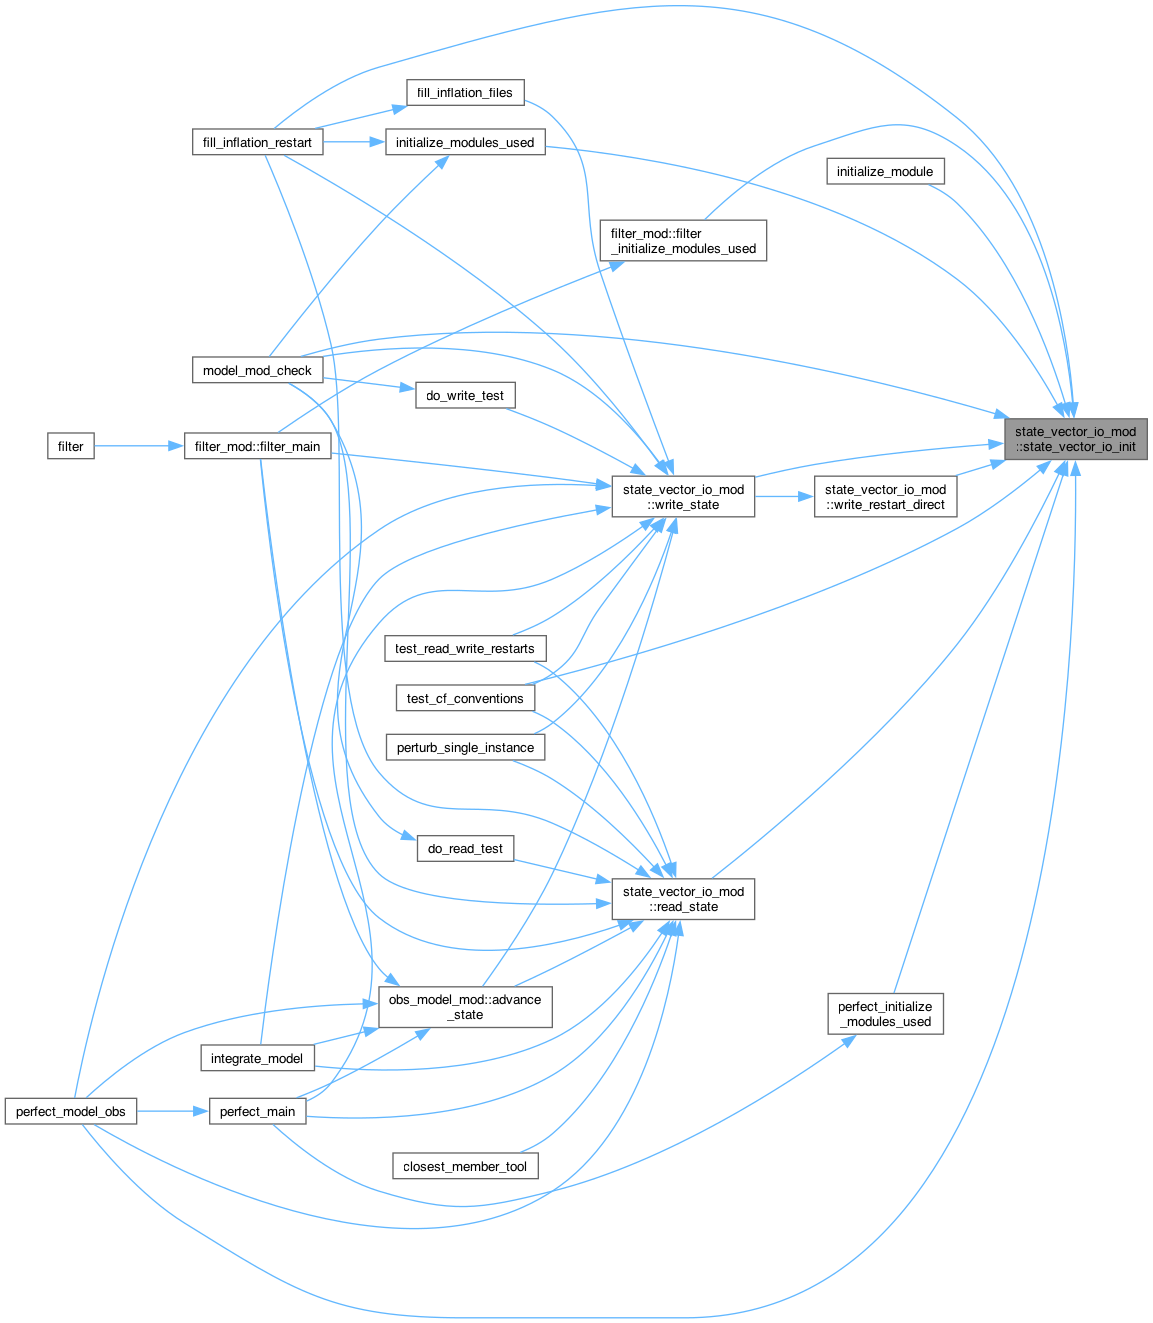 fill_inflation_files
fill_inflation_restart
initialize_modules_used
initialize_module
filter_mod::filter
_initialize_modules_used
model_mod_check
do_write_test
filter
filter_mod::filter_main
state_vector_io_mod
::state_vector_io_init
state_vector_io_mod
::write_state
state_vector_io_mod
::write_restart_direct
test_read_write_restarts
test_cf_conventions
perturb_single_instance
do_read_test
state_vector_io_mod
::read_state
obs_model_mod::advance
_state
perfect_initialize
_modules_used
integrate_model
perfect_model_obs
perfect_main
closest_member_tool